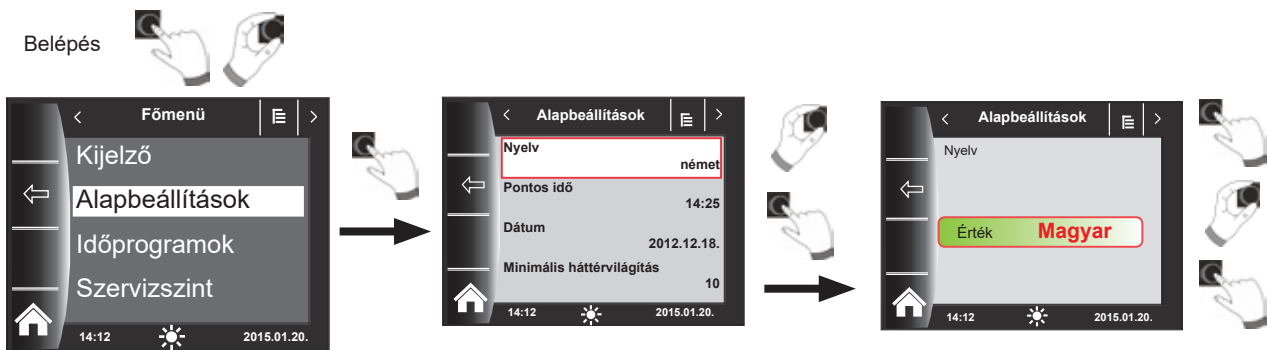 Belépés
< Főmenü >
Kijelző
Alapbeállítások
Időprogramok
Szervizszint
14:12 2015.01.20.
< Alapbeállítások >
Nyelv
német
Pontos idő
14:25
Dátum
2012.12.18.
Minimális háttérvilágítás
10
14:12 2015.01.20.
< Alapbeállítások >
Nyelv
Érték Magyar
14:12 2015.01.20.